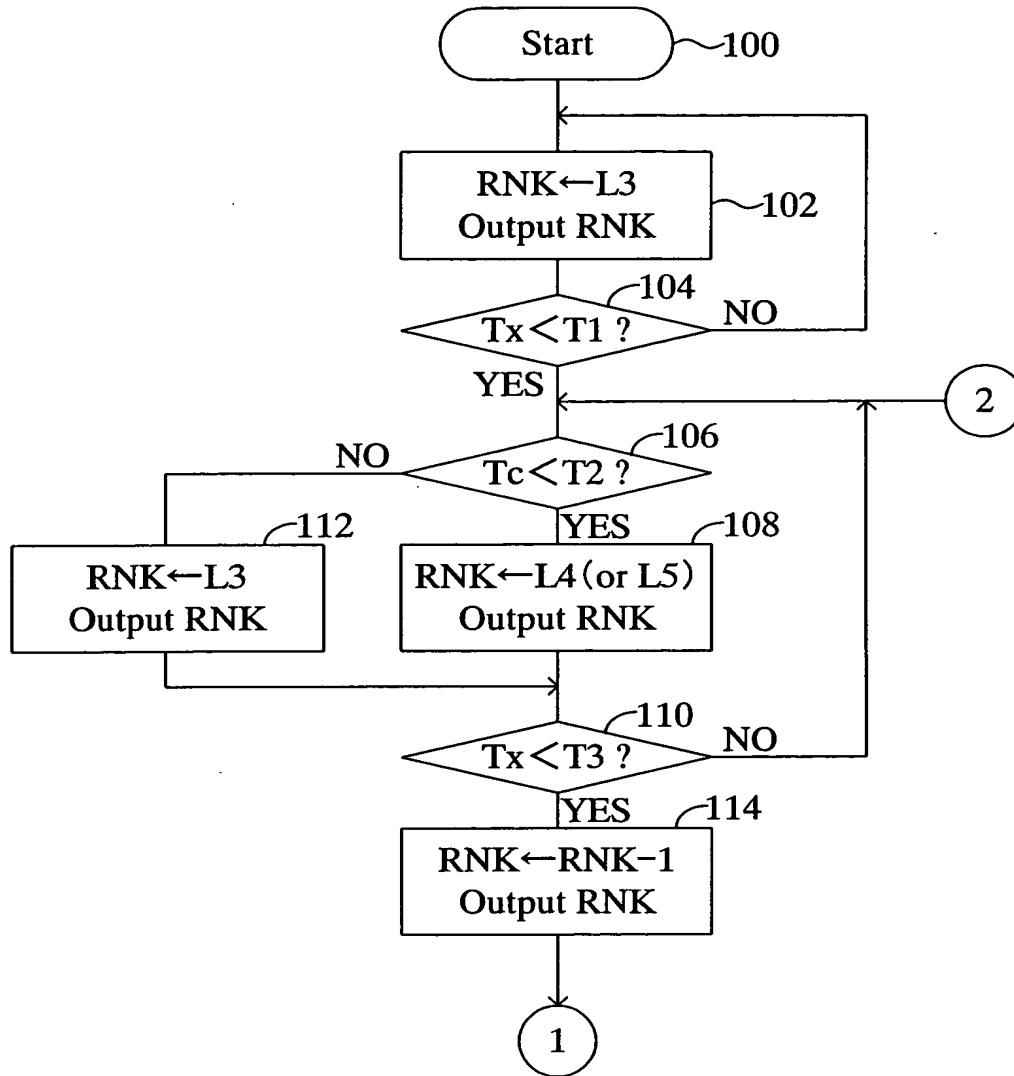 Start
100
RNK←L3
Output RNK
102
104
Tx＜T1 ?
NO
YES
2
106
NO
Tc＜T2 ?
YES
112
108
RNK←L3
Output RNK
RNK←L4(or L5)
Output RNK
110
Tx＜T3 ?
NO
YES
114
RNK←RNK-1
Output RNK
1